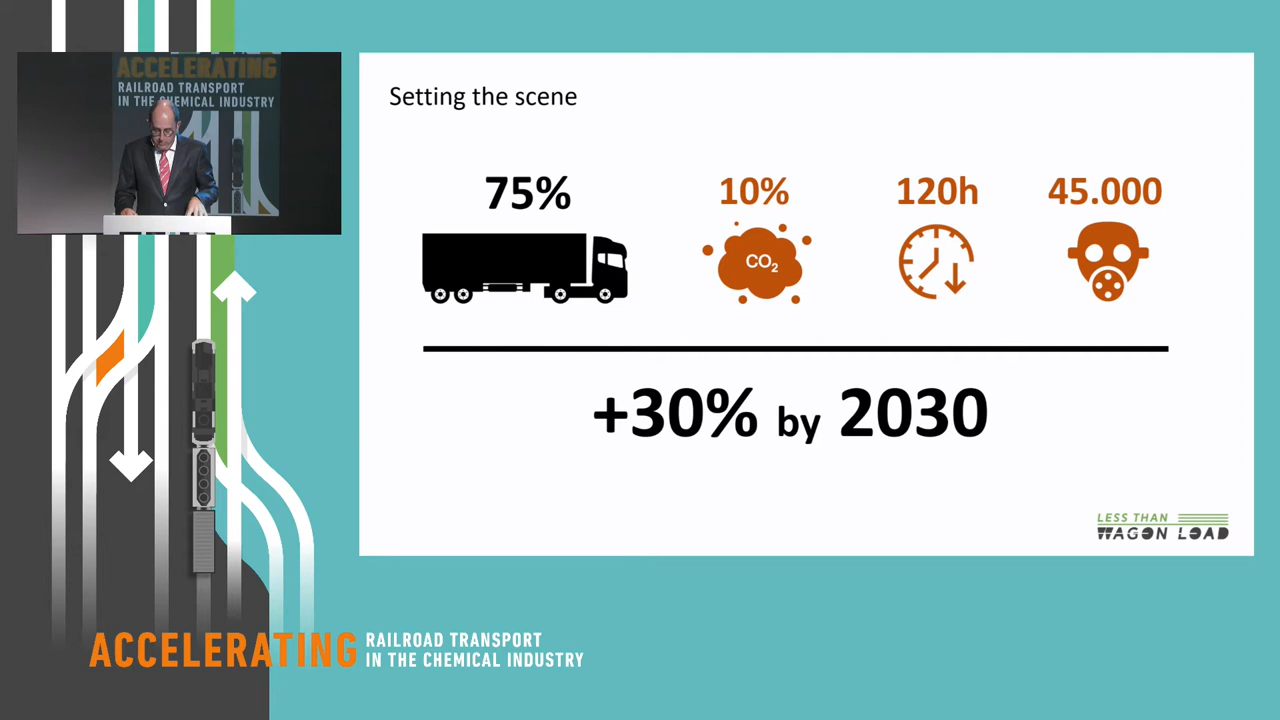 ACCELERATING
RAILROAD TRANSPORT
IN THE CHEMICAL INDUSTRY
Setting the scene
75%
10%
120h
45.000
CO₂
+30% by 2030
LESS THAN
WAGON LOAD
ACCELERATING
RAILROAD TRANSPORT
IN THE CHEMICAL INDUSTRY